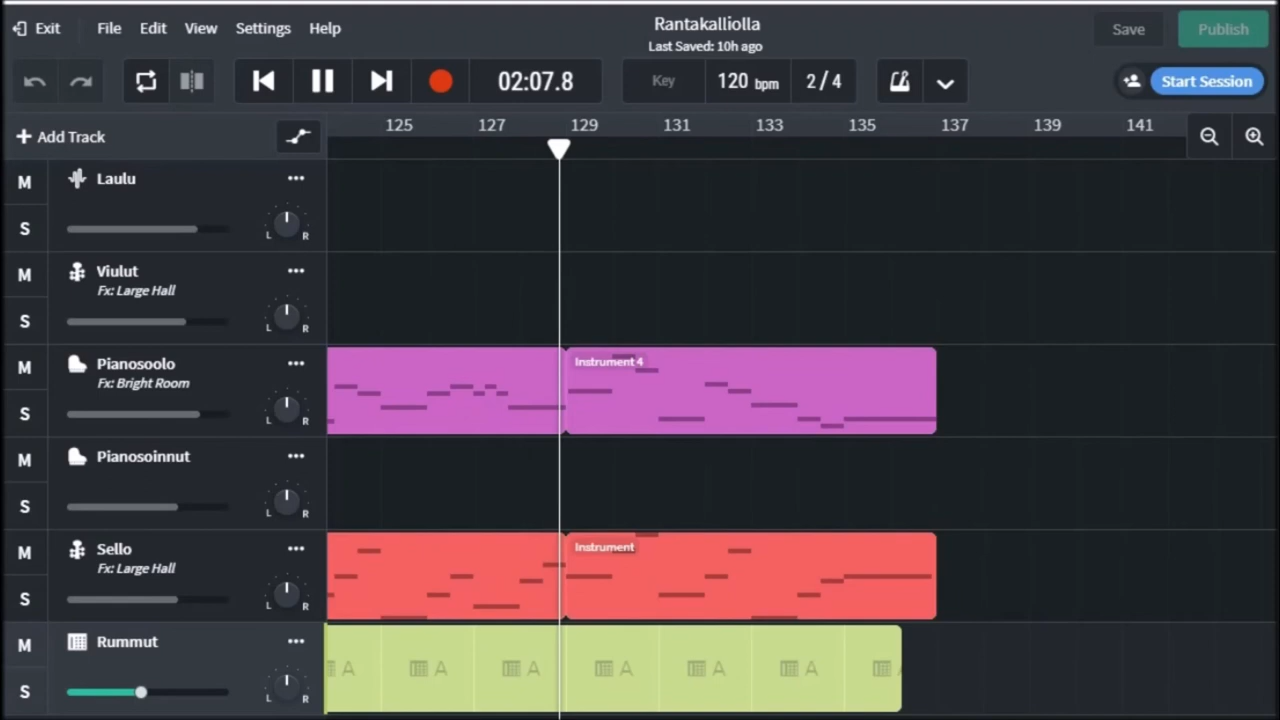 Exit File Edit View Settings Help
Rantakalliolla
Last Saved: 10h ago
Save Publish
02:07.8 Key 120 bpm 2 / 4
Start Session
Add Track
125 127 129 131 133 135 137 139 141
M Laulu
S L R
M Viulut
Fx: Large Hall
S L R
M Pianosoolo
Fx: Bright Room
S L R
Instrument 4
M Pianosoinnut
S L R
M Sello
Fx: Large Hall
S L R
Instrument
M Rummut
S L R
A A A A A A